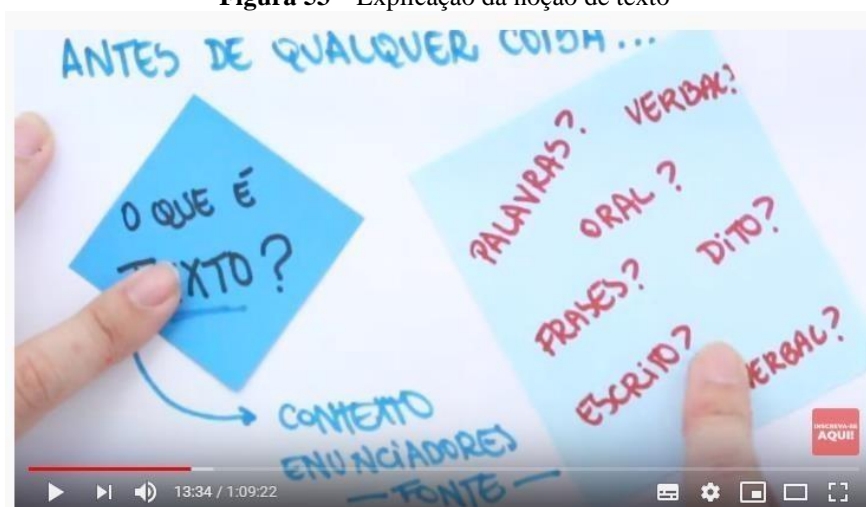 Figura 53 Explicação da noção de texto
ANTES DE QUALQUER COISA...
O QUE É
TEXTO?
CONTEXTO
ENUNCIADORES
— FONTE —
PALAVRAS?
VERBAL?
ORAL?
DITO?
FRASES?
ESCRITO?
VERBAL?
INSCREVA-SE
AQUI!
13:34 / 1:09:22